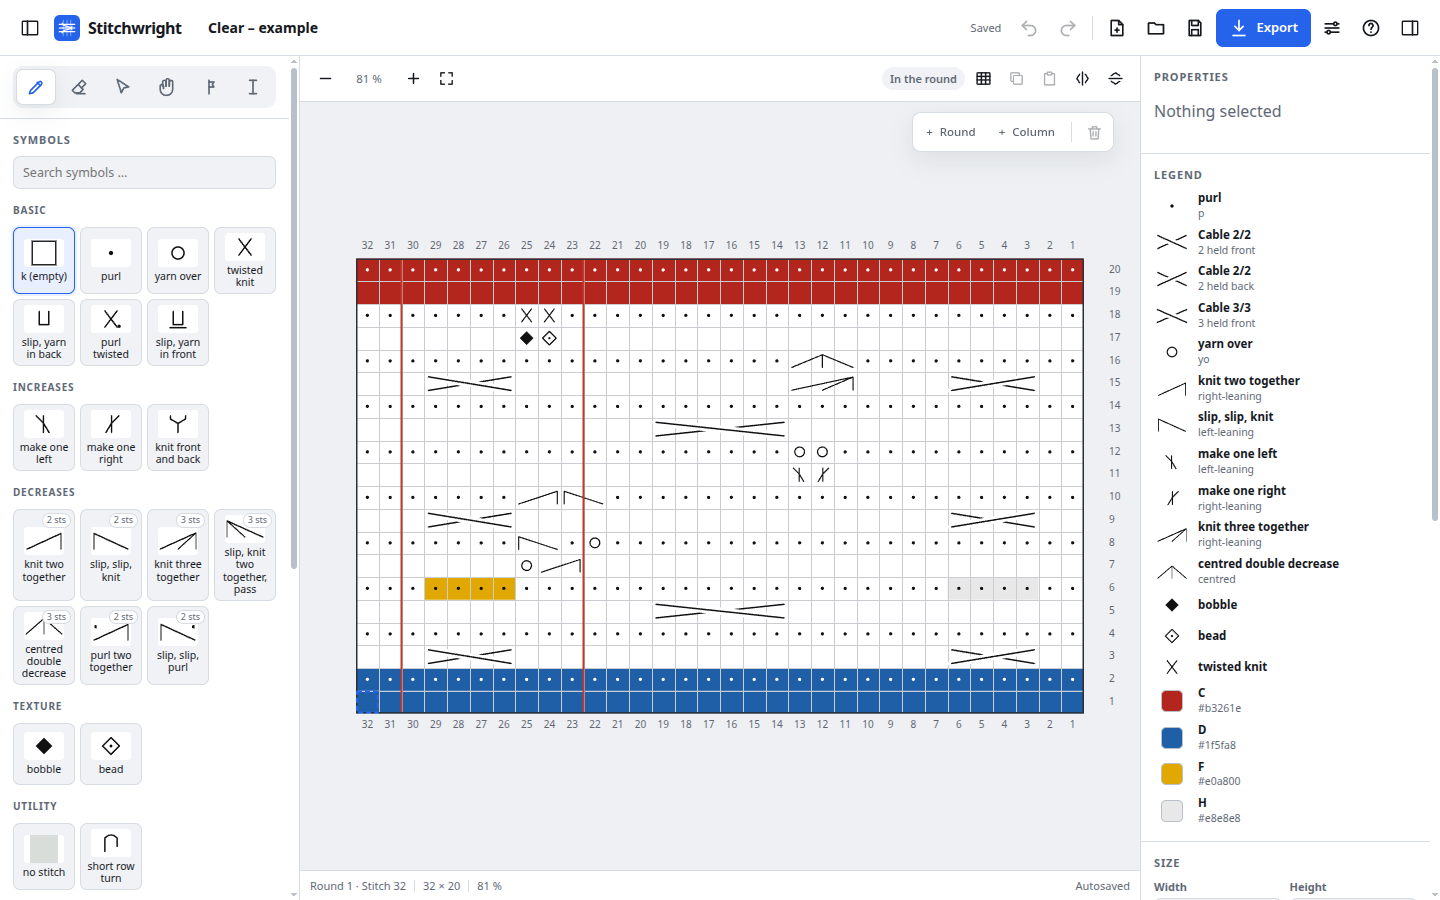 Stitchwright
Clear – example
Saved
Export
81 %
In the round
+ Round
+ Column
SYMBOLS
Search symbols ...
BASIC
k (empty)
purl
yarn over
twisted
knit
slip, yarn
in back
purl
twisted
slip, yarn
in front
INCREASES
make one
left
make one
right
knit front
and back
DECREASES
2 sts
knit two
together
2 sts
slip, slip,
knit
3 sts
knit three
together
3 sts
slip, knit
two
together,
pass
3 sts
centred
double
decrease
2 sts
purl two
together
2 sts
slip, slip,
purl
TEXTURE
bobble
bead
UTILITY
no stitch
short row
turn
32 31 30 29 28 27 26 25 24 23 22 21 20 19 18 17 16 15 14 13 12 11 10 9 8 7 6 5 4 3 2 1
20
19
18
17
16
15
14
13
12
11
10
9
8
7
6
5
4
3
2
1
32 31 30 29 28 27 26 25 24 23 22 21 20 19 18 17 16 15 14 13 12 11 10 9 8 7 6 5 4 3 2 1
Round 1 · Stitch 32
32 × 20
81 %
Autosaved
PROPERTIES
Nothing selected
LEGEND
purl
p
Cable 2/2
2 held front
Cable 2/2
2 held back
Cable 3/3
3 held front
yarn over
yo
knit two together
right-leaning
slip, slip, knit
left-leaning
make one left
left-leaning
make one right
right-leaning
knit three together
right-leaning
centred double decrease
centred
bobble
bead
twisted knit
C
#b3261e
D
#1f5fa8
F
#e0a800
H
#e8e8e8
SIZE
Width
Height